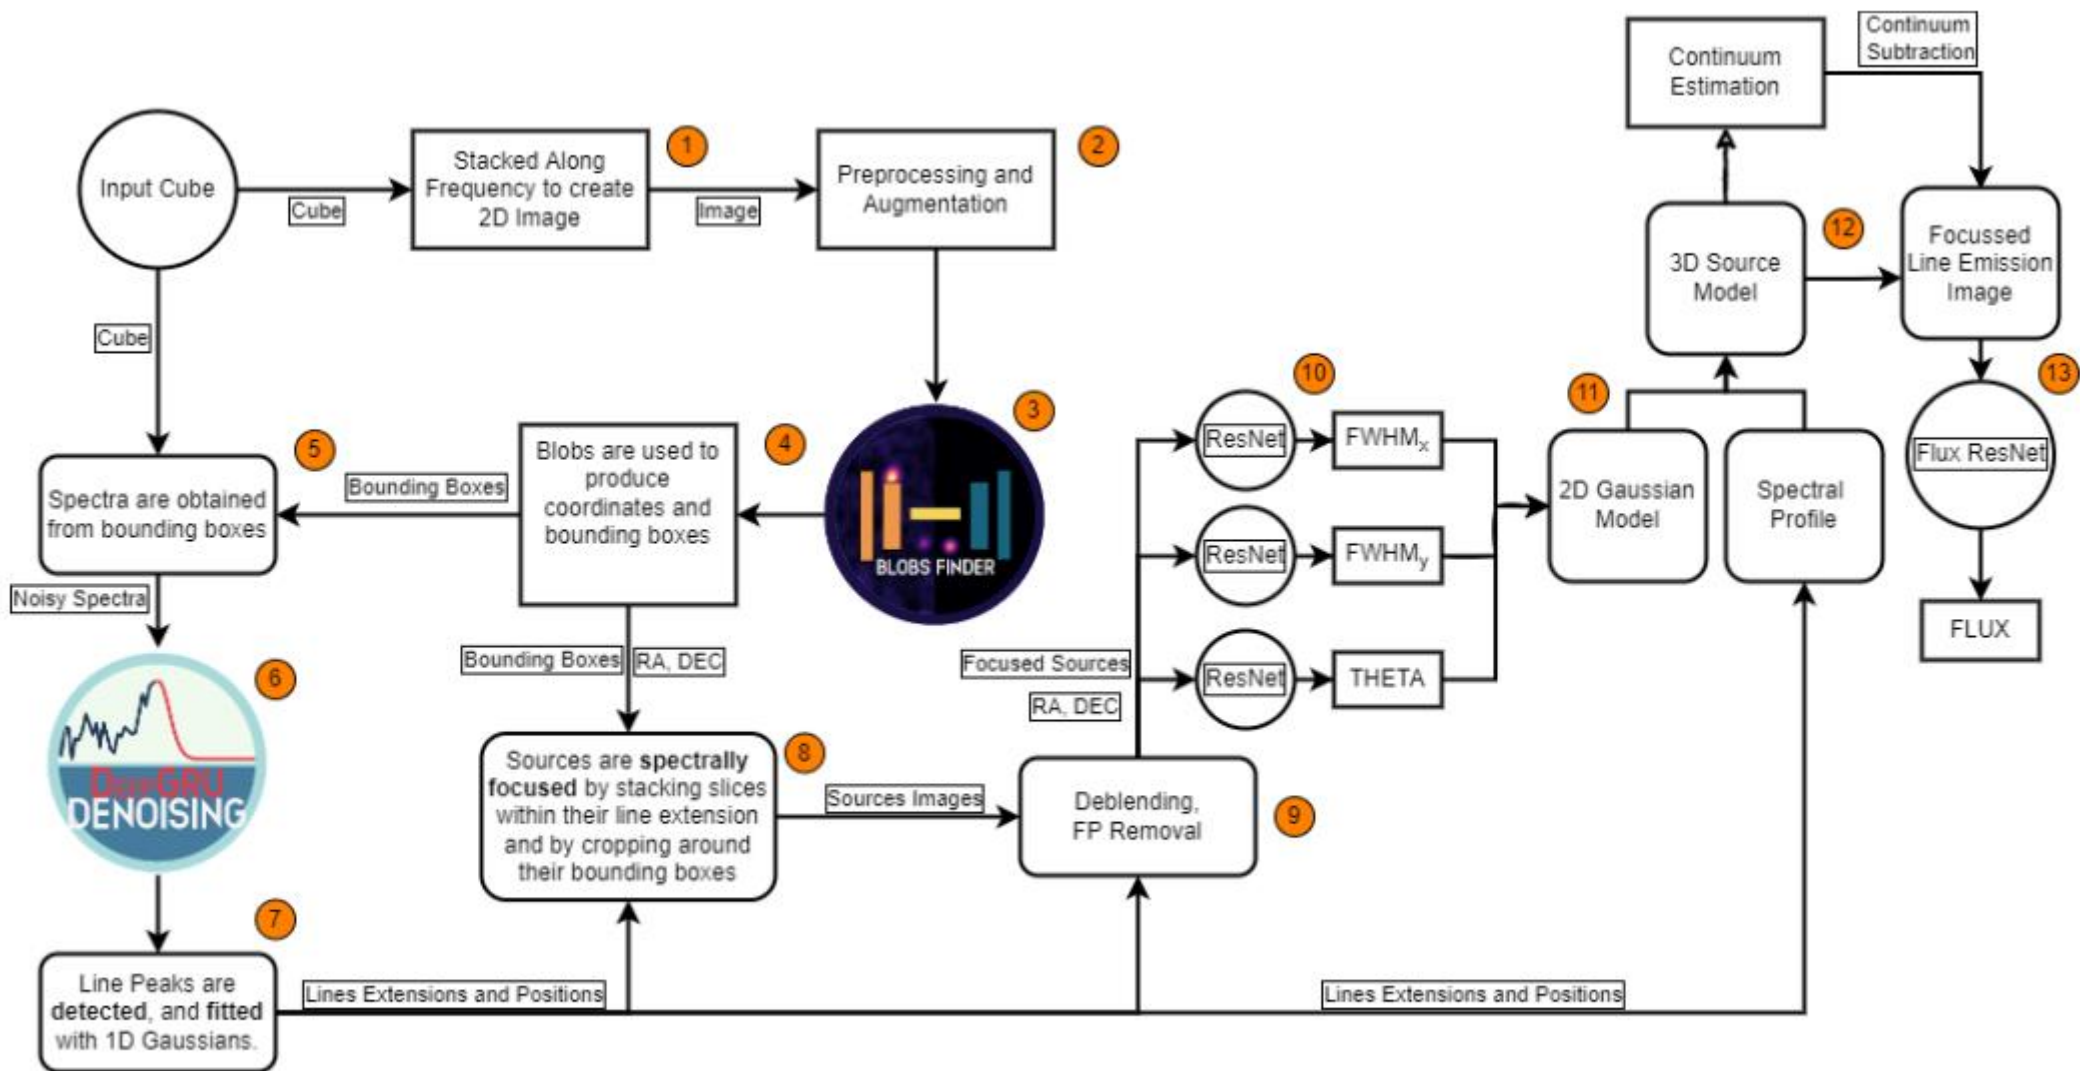 Input Cube
Cube
Stacked Along
Frequency to create
2D Image
1
Image
Preprocessing and
Augmentation
2
Cube
3
BLOBS FINDER
4
Blobs are used to
produce
coordinates and
bounding boxes
Bounding Boxes
5
Spectra are obtained
from bounding boxes
Noisy Spectra
6
DeepGRU
DENOISING
7
Line Peaks are
detected, and fitted
with 1D Gaussians.
Lines Extensions and Positions
Bounding Boxes
RA, DEC
8
Sources are spectrally
focused by stacking slices
within their line extension
and by cropping around
their bounding boxes
Sources Images
9
Deblending,
FP Removal
Focused Sources
RA, DEC
10
ResNet
FWHMx
ResNet
FWHMy
ResNet
THETA
11
2D Gaussian
Model
Spectral
Profile
Lines Extensions and Positions
3D Source
Model
12
Continuum
Estimation
Continuum
Subtraction
Focussed
Line Emission
Image
13
Flux ResNet
FLUX